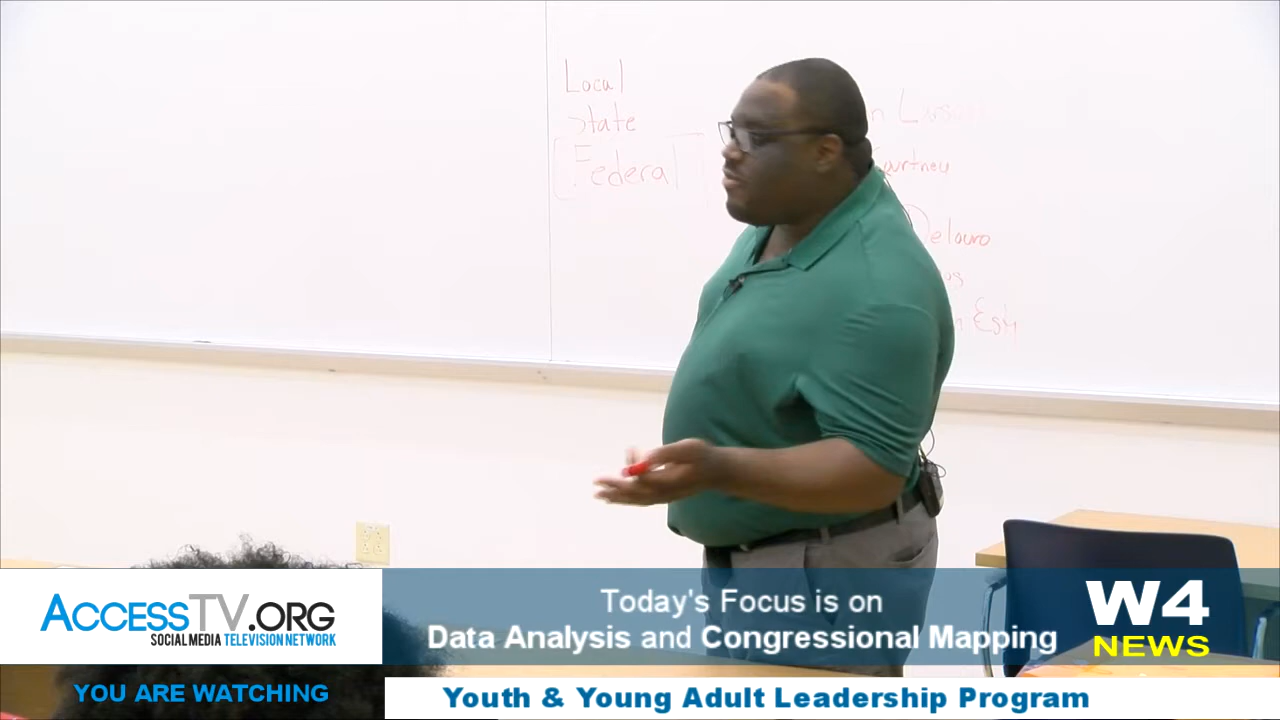 Local
State
Federal
n Larson
ourtney
Delauro
n Esty
ACCESSTV.ORG
SOCIAL MEDIA TELEVISION NETWORK
Today's Focus is on
Data Analysis and Congressional Mapping
W4
NEWS
YOU ARE WATCHING
Youth & Young Adult Leadership Program